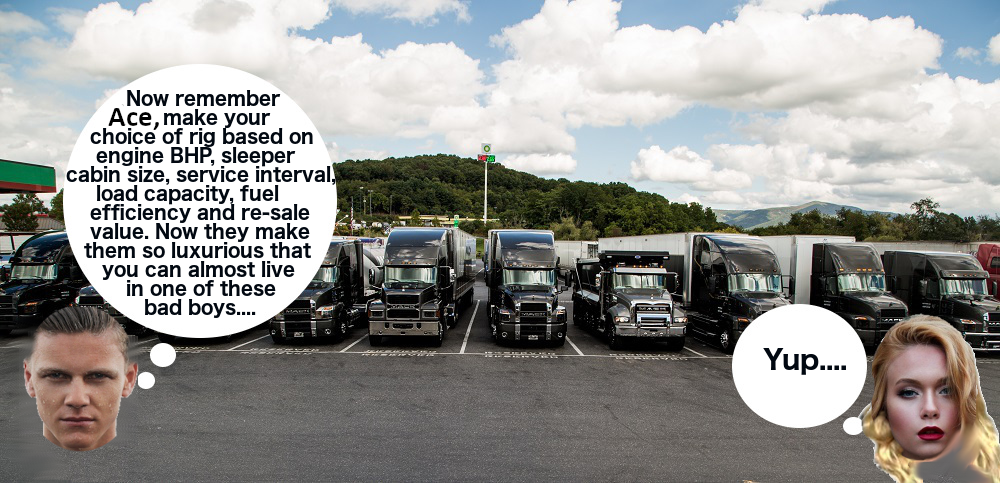 Now remember
Ace, make your
choice of rig based on
engine BHP, sleeper
cabin size, service interval,
load capacity, fuel
efficiency and re-sale
value. Now they make
them so luxurious that
you can almost live
in one of these
bad boys....
Yup....